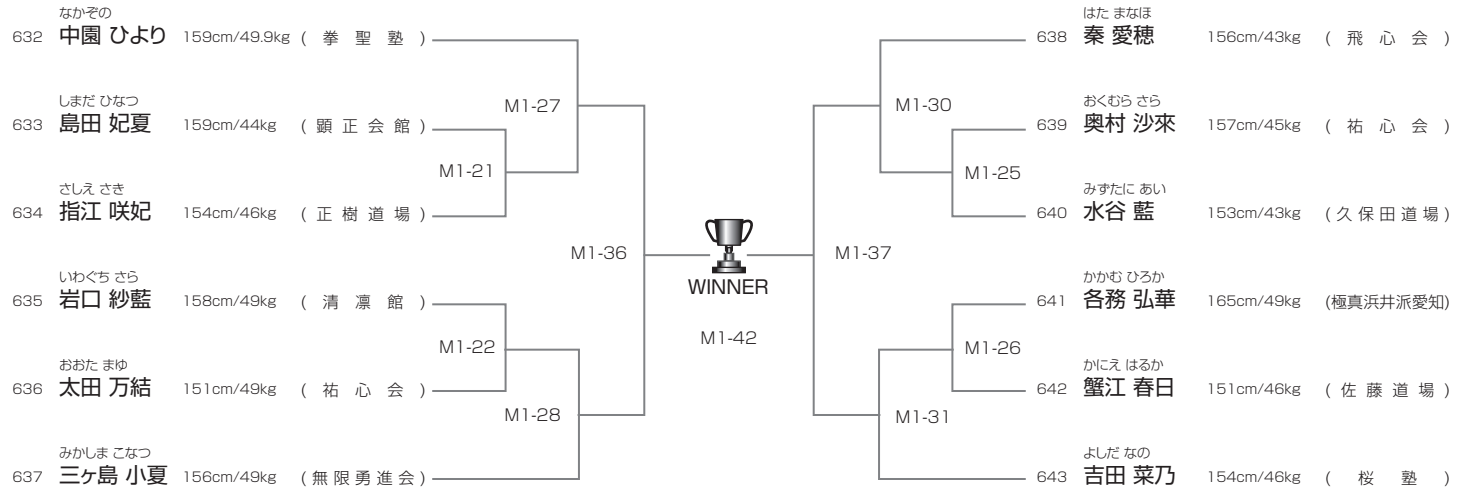 なかぞの
632 中園 ひより 159cm/49.9kg ( 拳 聖 塾 )
しまだ ひなつ
633 島田 妃夏 159cm/44kg ( 顕 正 会 館 )
さしえ さき
634 指江 咲妃 154cm/46kg ( 正 樹 道 場 )
いわぐち さら
635 岩口 紗藍 158cm/49kg ( 清 凛 館 )
おおた まゆ
636 太田 万結 151cm/49kg ( 祐 心 会 )
みかしま こなつ
637 三ヶ島 小夏 156cm/49kg ( 無 限 勇 進 会 )
M1-27
M1-21
M1-36
M1-22
M1-28
WINNER
M1-42
M1-30
M1-25
M1-37
M1-26
M1-31
はた まなほ
638 秦 愛穂 156cm/43kg ( 飛 心 会 )
おくむら さら
639 奥村 沙來 157cm/45kg ( 祐 心 会 )
みずたに あい
640 水谷 藍 153cm/43kg ( 久 保 田 道 場 )
かかむ ひろか
641 各務 弘華 165cm/49kg (極真浜井派愛知)
かにえ はるか
642 蟹江 春日 151cm/46kg ( 佐 藤 道 場 )
よしだ なの
643 吉田 菜乃 154cm/46kg ( 桜 塾 )